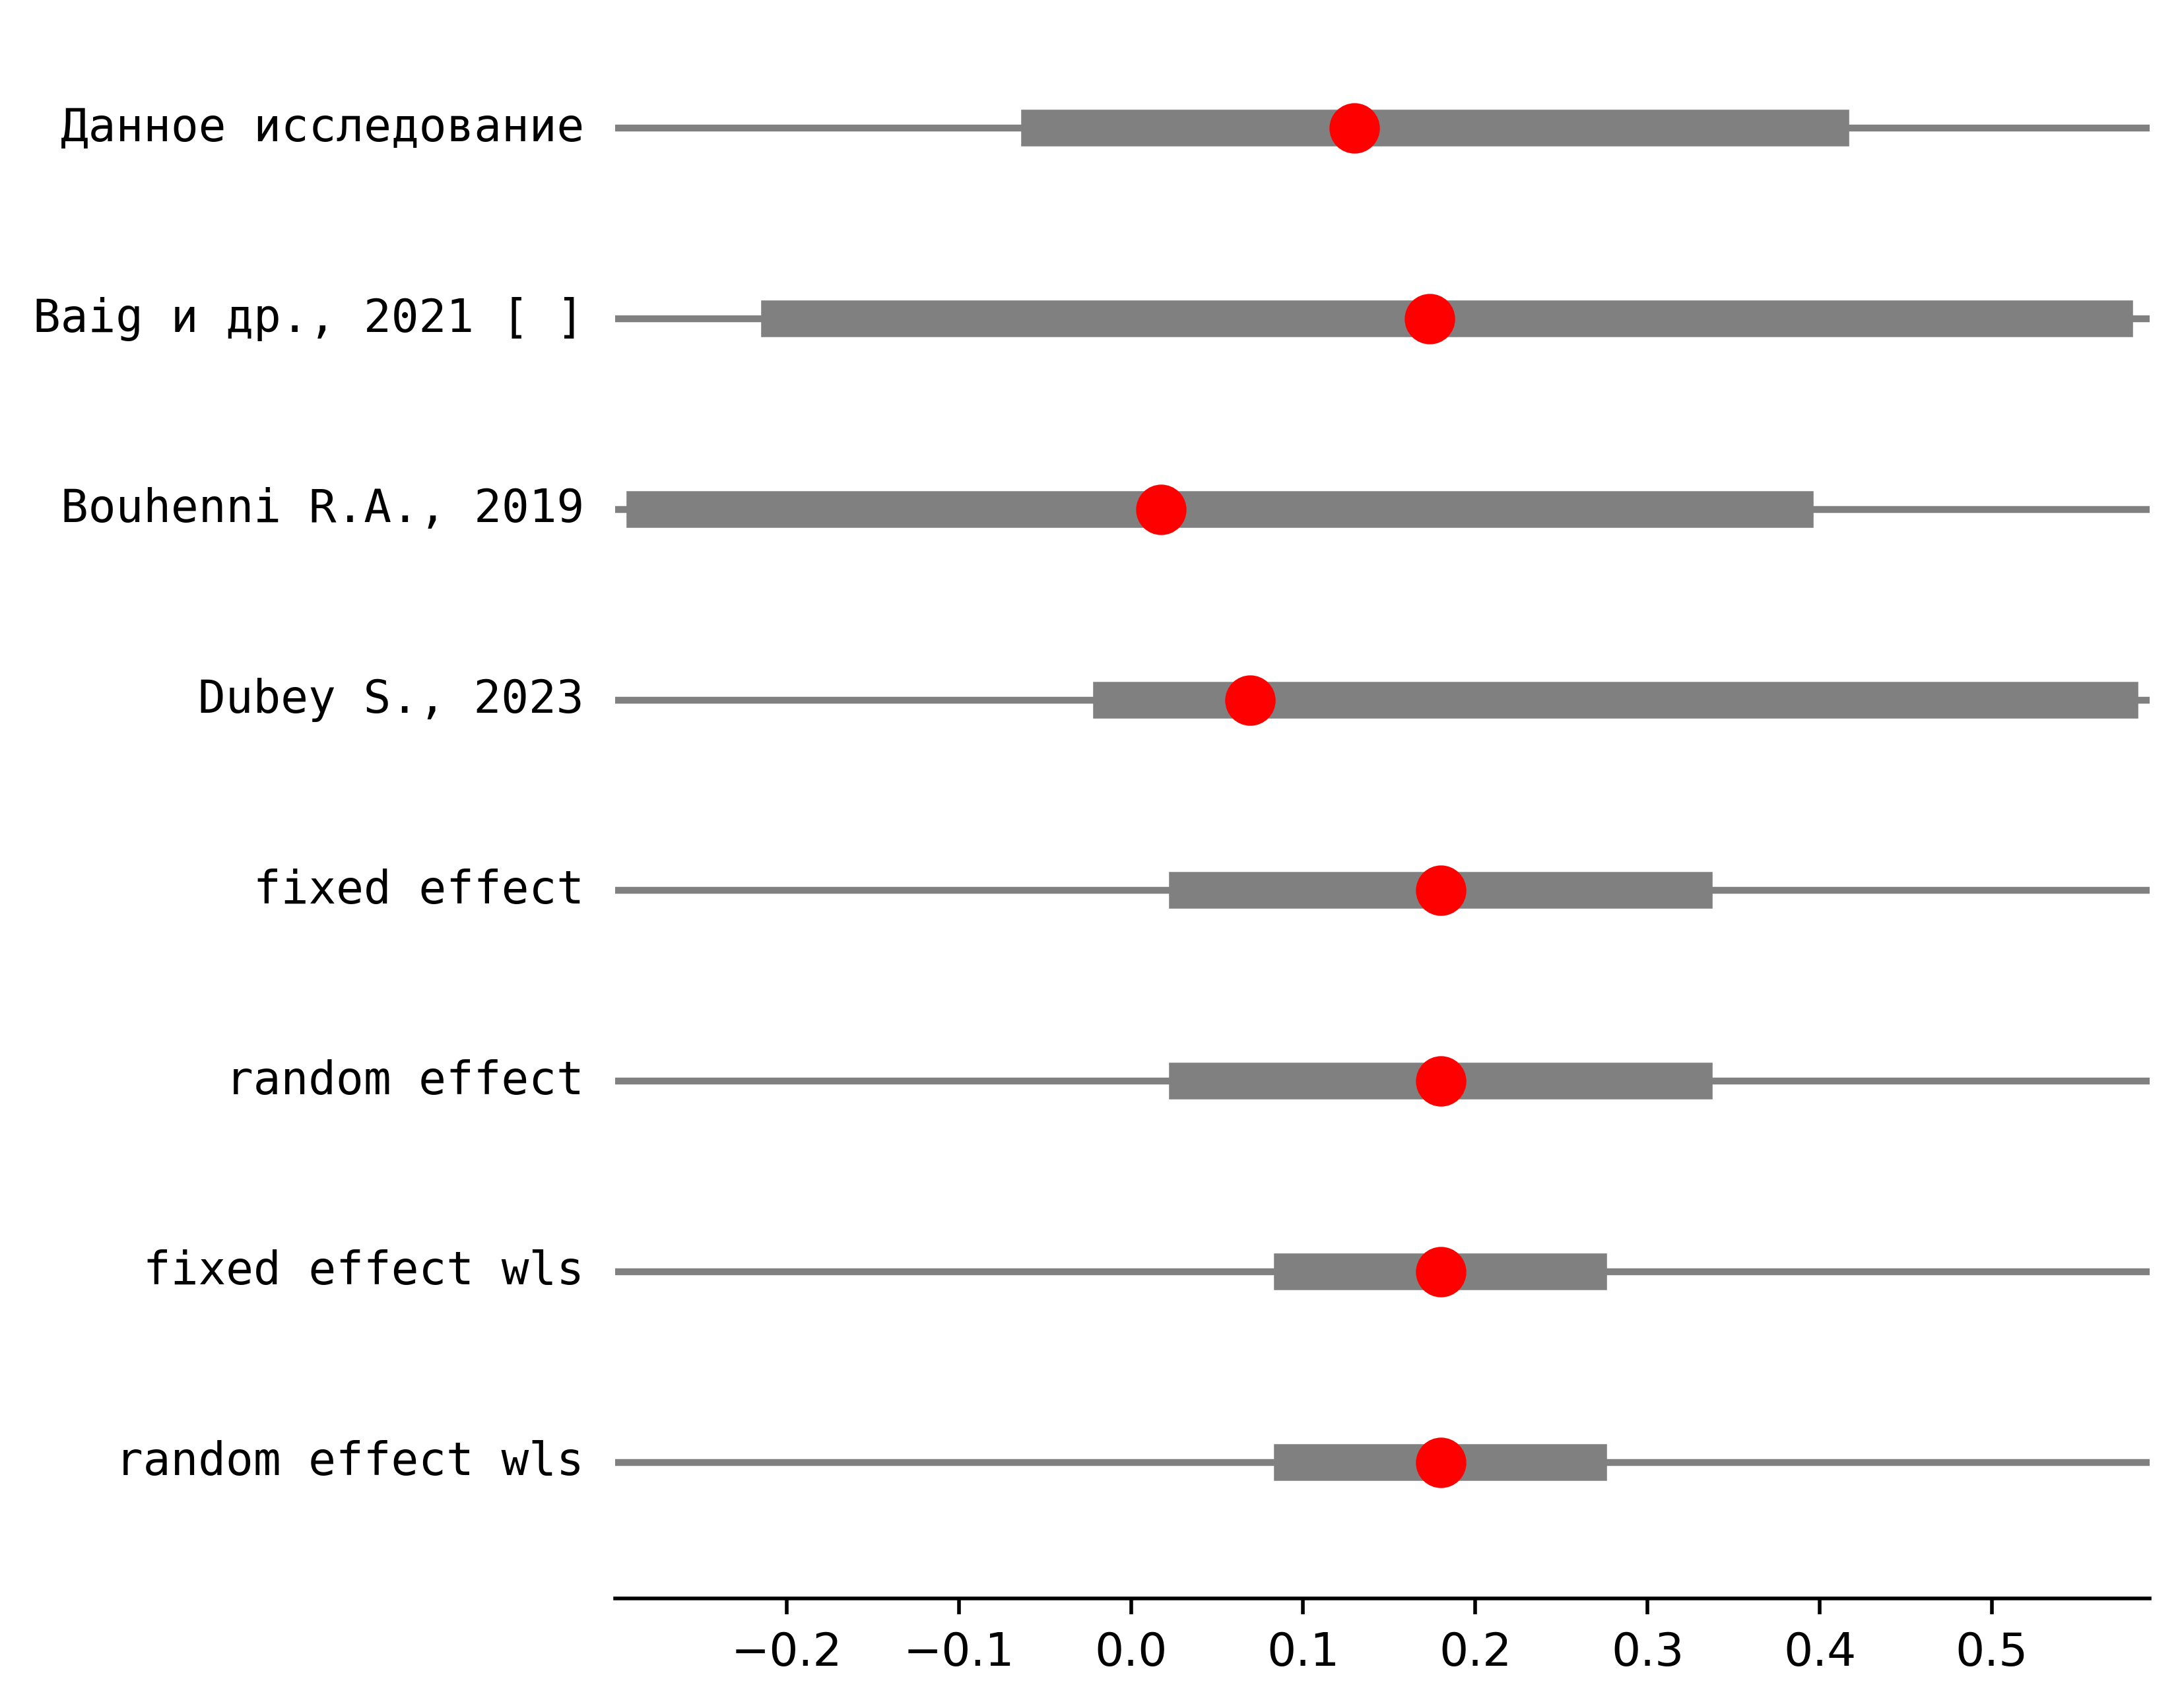 Данное исследование
Baig и др., 2021 [ ]
Bouhenni R.A., 2019
Dubey S., 2023
fixed effect
random effect
fixed effect wls
random effect wls
−0.2 −0.1 0.0 0.1 0.2 0.3 0.4 0.5